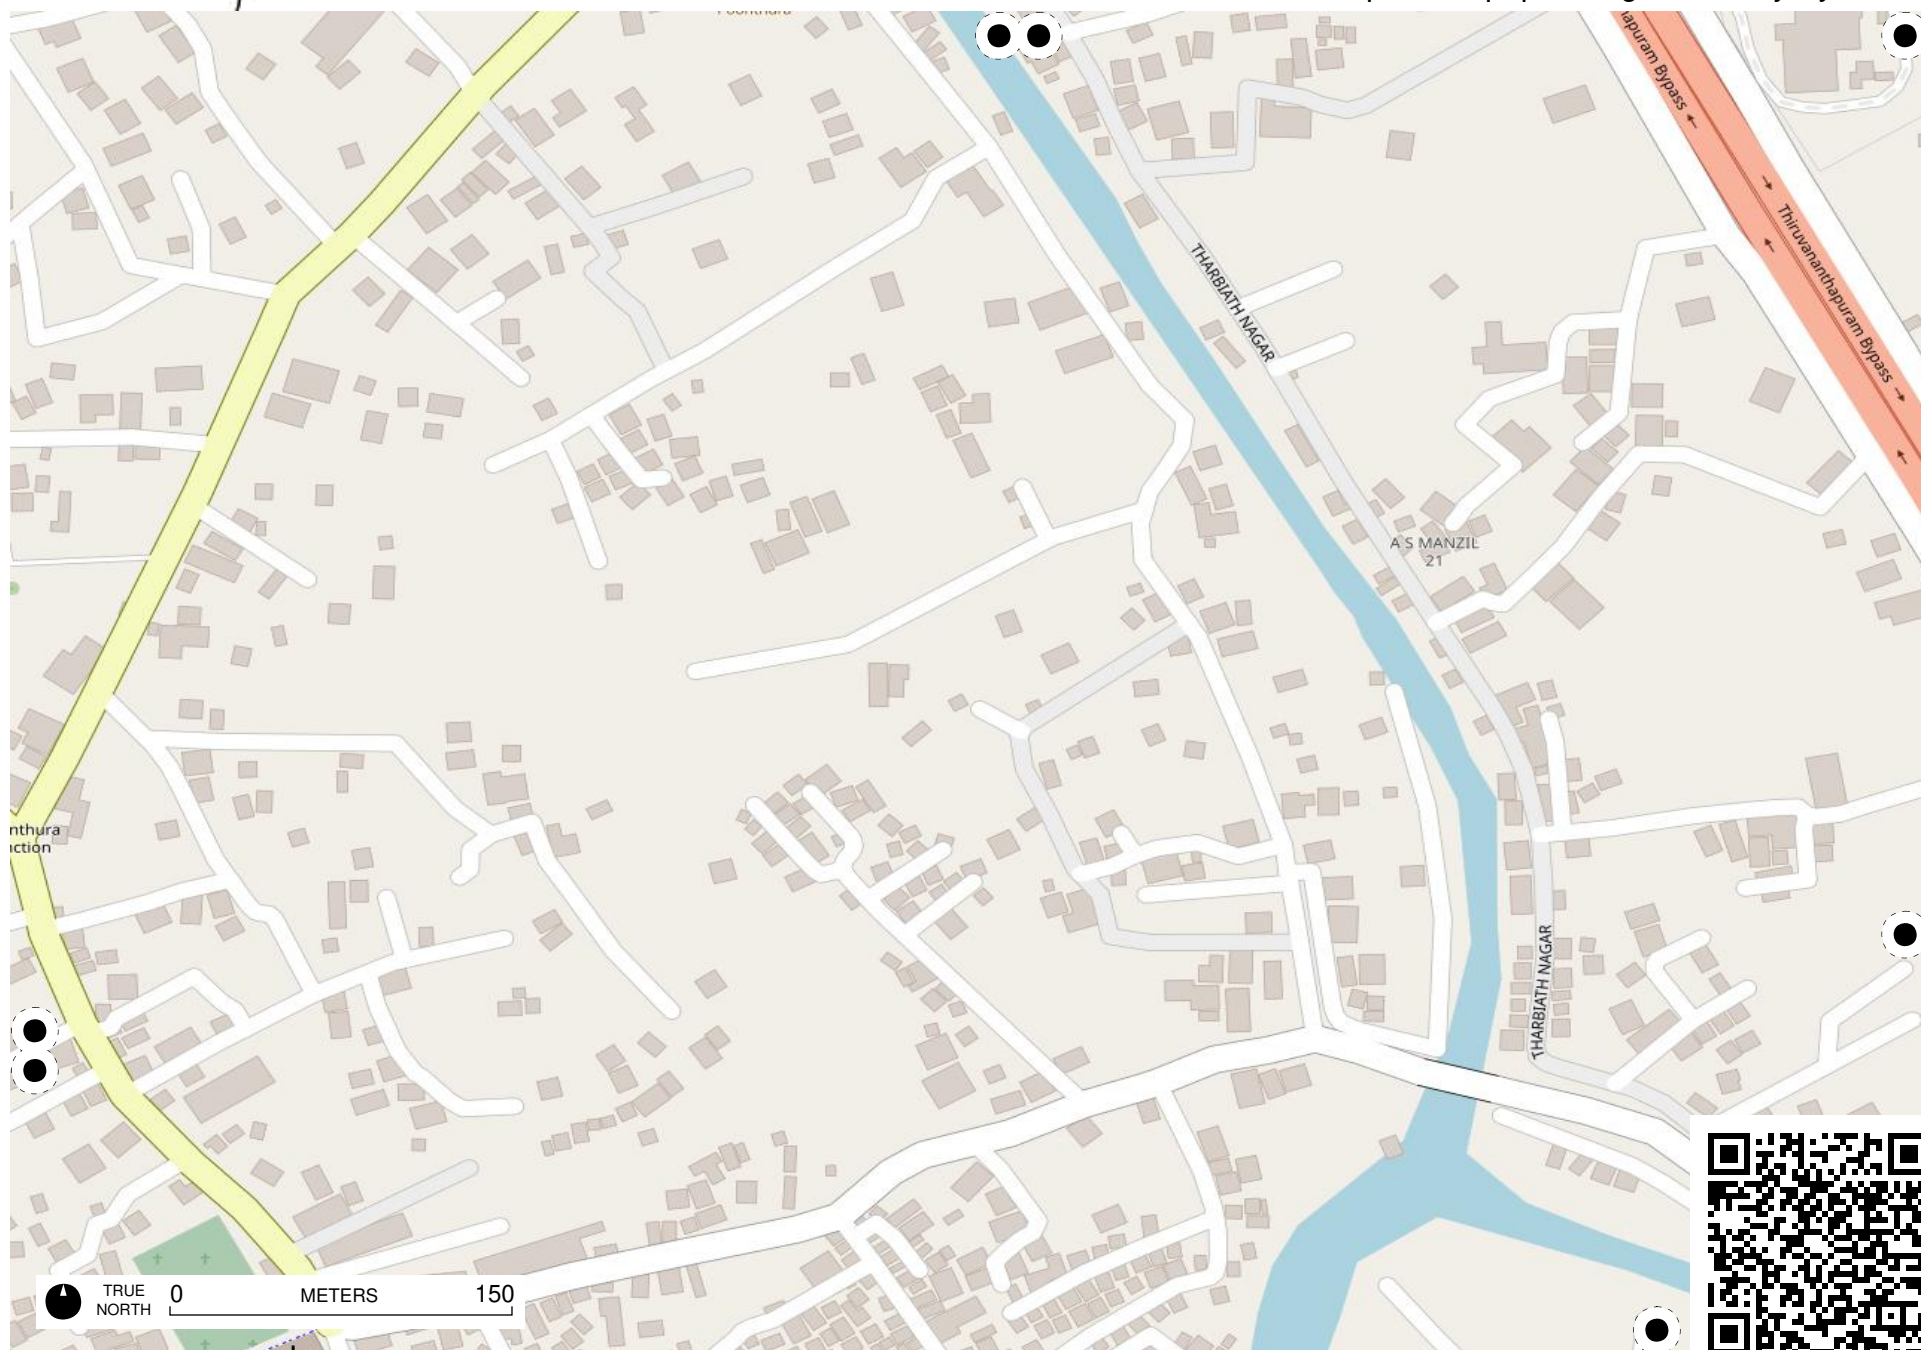 apuram Bypass
Thiruvananthapuram Bypass
THARBIATH NAGAR
A S MANZIL
21
nthura
ction
THARBIATH NAGAR
TRUE
NORTH
0 METERS 150